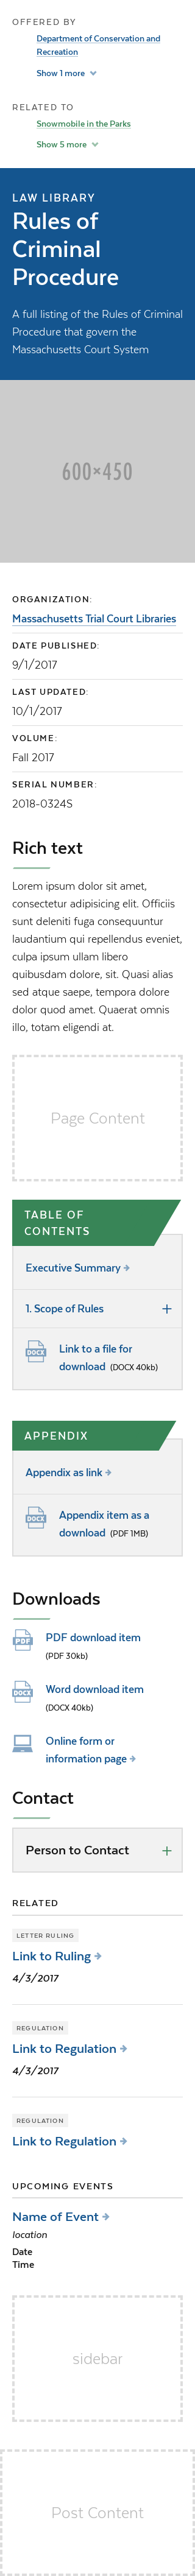 OFFERED BY
Department of Conservation and
Recreation
Show 1 more
RELATED TO
Snowmobile in the Parks
Show 5 more
LAW LIBRARY
Rules of
Criminal
Procedure
A full listing of the Rules of Criminal
Procedure that govern the
Massachusetts Court System
600×450
ORGANIZATION:
Massachusetts Trial Court Libraries
DATE PUBLISHED:
9/1/2017
LAST UPDATED:
10/1/2017
VOLUME:
Fall 2017
SERIAL NUMBER:
2018-0324S
Rich text
Lorem ipsum dolor sit amet,
consectetur adipisicing elit. Officiis
sunt deleniti fuga consequuntur
laudantium qui repellendus eveniet,
culpa ipsum ullam libero
quibusdam dolore, sit. Quasi alias
sed atque saepe, tempora dolore
dolor quod amet. Quaerat omnis
illo, totam eligendi at.
Page Content
TABLE OF
CONTENTS
Executive Summary
1. Scope of Rules
DOCX
Link to a file for
download (DOCX 40kb)
APPENDIX
Appendix as link
DOCX
Appendix item as a
download (PDF 1MB)
Downloads
PDF
PDF download item
(PDF 30kb)
DOCX
Word download item
(DOCX 40kb)
Online form or
information page
Contact
Person to Contact
RELATED
LETTER RULING
Link to Ruling
4/3/2017
REGULATION
Link to Regulation
4/3/2017
REGULATION
Link to Regulation
UPCOMING EVENTS
Name of Event
location
Date
Time
sidebar
Post Content